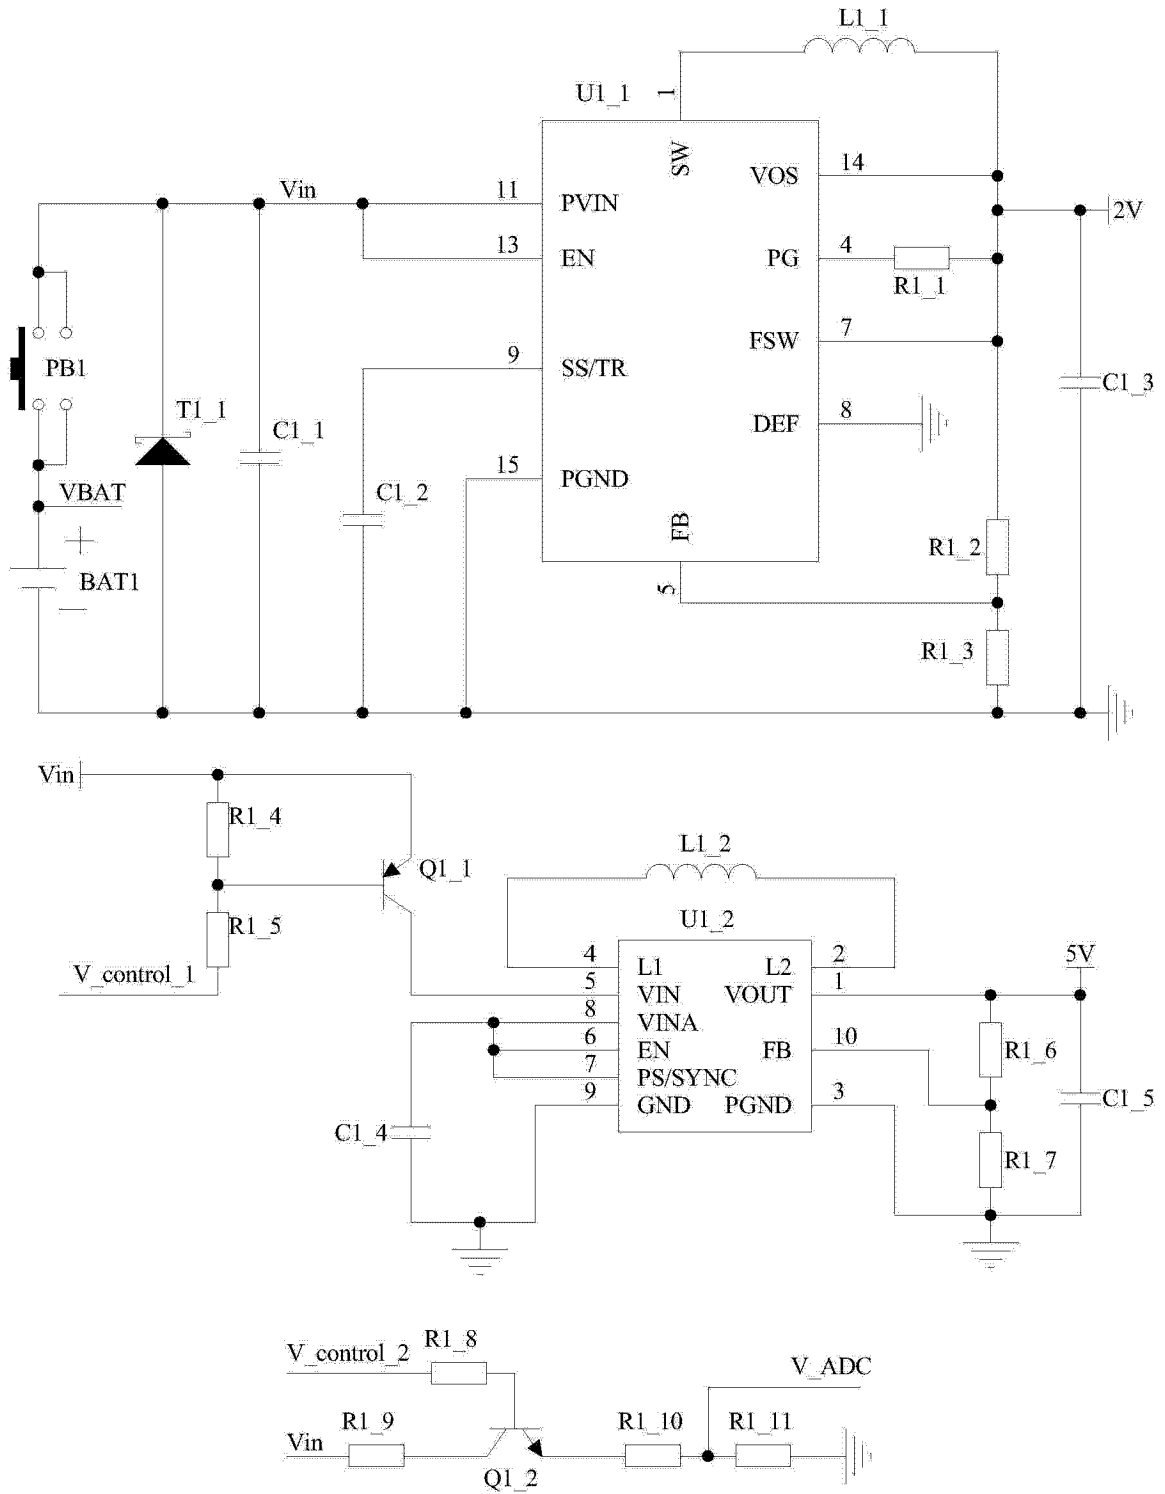 L1_1
U1_1
1
SW
Vin
11
PVIN
VOS
14
2V
13
EN
PG
4
R1_1
9
SS/TR
FSW
7
PB1
C1_3
T1_1
C1_1
DEF
8
15
PGND
VBAT
C1_2
FB
+
BAT1
R1_2
5
R1_3
Vin
R1_4
Q1_1
L1_2
R1_5
U1_2
V_control_1
4
L1
L2
2
5V
5
VIN
VOUT
1
8
VINA
6
EN
FB
10
R1_6
7
PS/SYNC
9
GND
PGND
3
C1_5
C1_4
R1_7
V_control_2
R1_8
V_ADC
R1_9
R1_10
R1_11
Vin
Q1_2